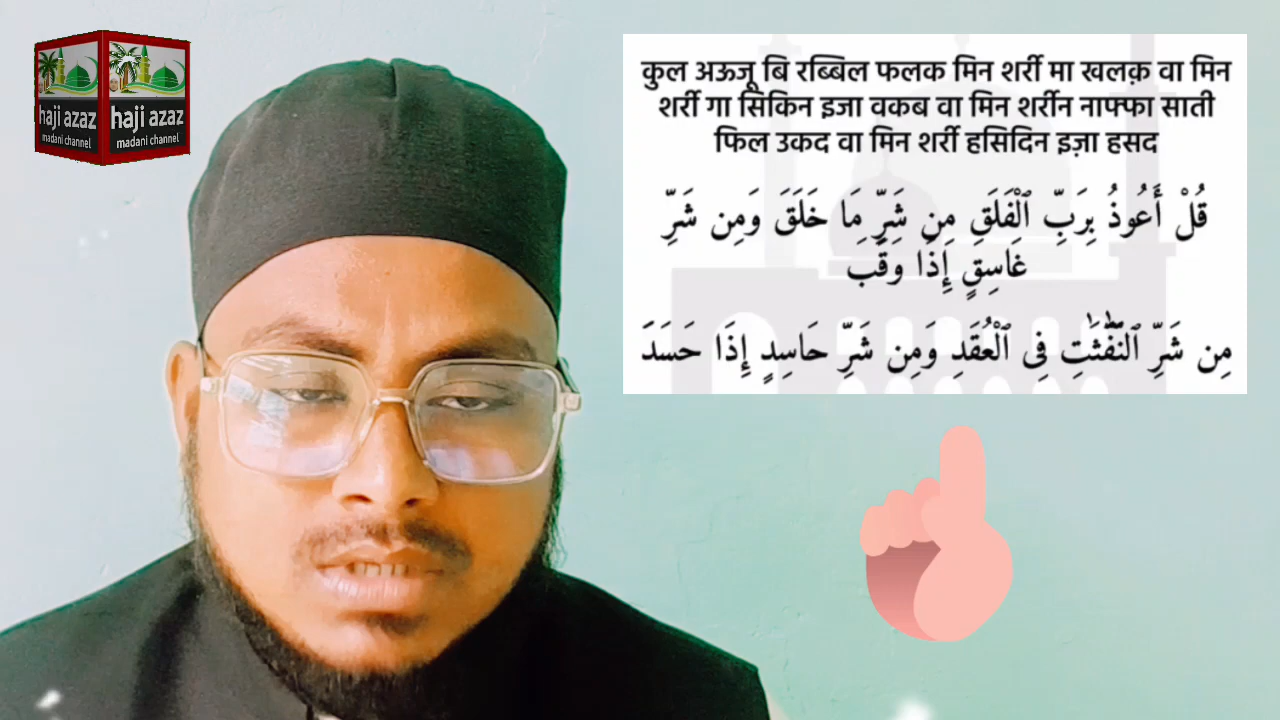 haji azaz
madani channel
haji azaz
madani channel
कुल अऊजू बि रब्बिल फलक मिन शर्री मा खलक़ वा मिन
शर्री गा सिकिन इजा वकब वा मिन शर्रीन नाफ्फा साती
फिल उकद वा मिन शर्री हसिदिन इज़ा हसद
قُلْ أَعُوذُ بِرَبِّ ٱلْفَلَقِ مِن شَرِّ مَا خَلَقَ وَمِن شَرِّ
غَاسِقٍ إِذَا وَقَبَ
مِن شَرِّ ٱلنَّفَّٰثَٰتِ فِى ٱلْعُقَدِ وَمِن شَرِّ حَاسِدٍ إِذَا حَسَدَ